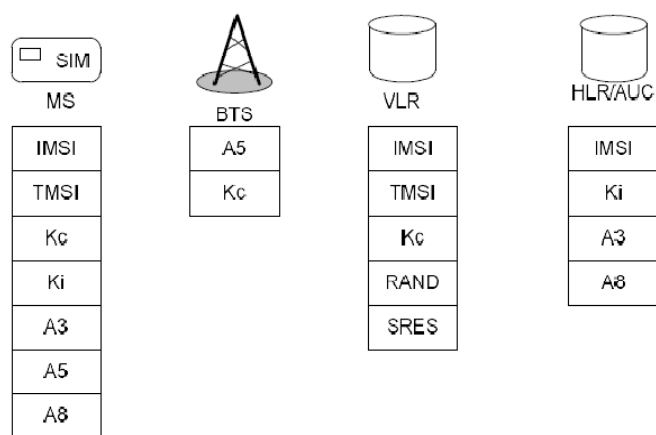 SIM
MS
IMSI
TMSI
Kc
Ki
A3
A5
A8
BTS
A5
Kc
VLR
IMSI
TMSI
Kc
RAND
SRES
HLR/AUC
IMSI
Ki
A3
A8